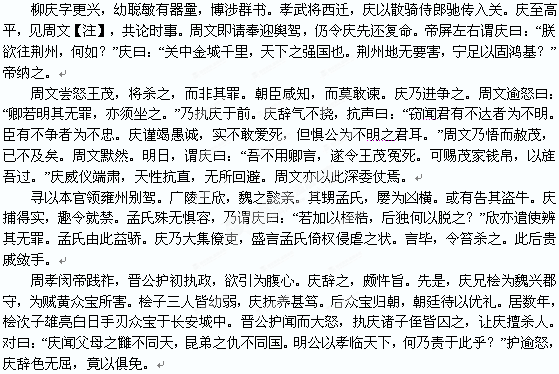 柳庆字更兴，幼聪敏有器量，博涉群书。孝武将西迁，庆以散骑侍郎驰传入关。庆至高
平，见周文【注】，共论时事。周文即请奉迎舆驾，仍令庆先还复命。帝屏左右谓庆曰：“朕
欲往荆州，何如？”庆曰：“关中金城千里，天下之强国也。荆州地无要害，宁足以固鸿基？”
帝纳之。
周文尝怒王茂，将杀之，而非其罪。朝臣咸知，而莫敢谏。庆乃进争之。周文逾怒曰：
“卿若明其无罪，亦须坐之。”乃执庆于前。庆辞气不挠，抗声曰：“窃闻君有不达者为不明。
臣有不争者为不忠。庆谨竭愚诚，实不敢爱死，但惧公为不明之君耳。”周文乃悟而赦茂，
已不及矣。周文默然。明日，谓庆曰：“吾不用卿言，遂令王茂冤死。可赐茂家钱帛，以旌
吾过。”庆威仪端肃，天性抗直，无所回避。周文亦以此深委仗焉。
寻以本官领雍州别驾。广陵王欣，魏之懿亲。其甥孟氏，屡为凶横。或有告其盗牛。庆
捕得实，趣令就禁。孟氏殊无惧容，乃谓庆曰：“若加以桎梏，后独何以脱之？”欣亦遣使辨
其无罪。孟氏由此益骄。庆乃大集僚吏，盛言孟氏倚权侵虐之状。言毕，令笞杀之。此后贵
戚敛手。
周孝闵帝践祚，晋公护初执政，欲引为腹心。庆辞之，颇忤旨。先是，庆兄桧为魏兴郡
守，为贼黄众宝所害。桧子三人皆幼弱，庆抚养甚笃。后众宝归朝，朝廷待以优礼。居数年，
桧次子雄亮白日手刃众宝于长安城中。晋公护闻而大怒，执庆诸子侄皆囚之，让庆擅杀人。
对曰：“庆闻父母之雠不同天，昆弟之仇不同国。明公以孝临天下，何乃责于此乎？”护逾怒，
庆辞色无屈，竟以俱免。